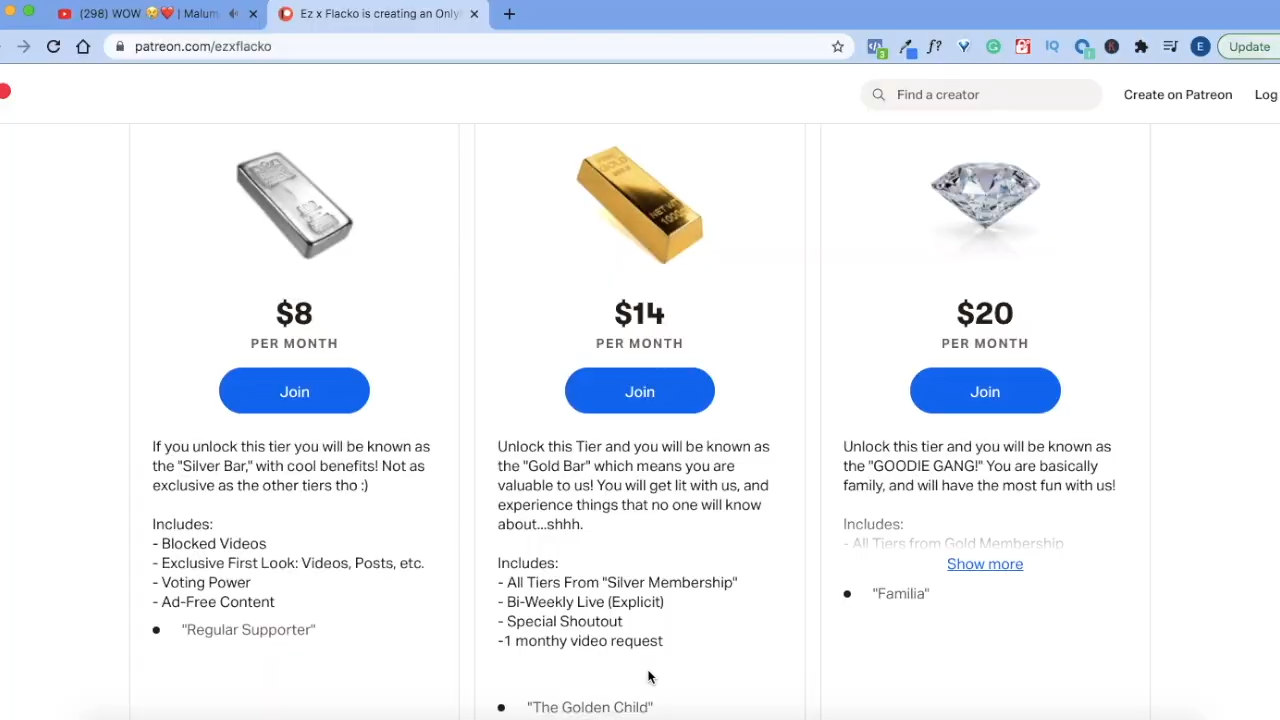 (298) WOW 😢❤️ | Malum
Ez x Flacko is creating an Only
patreon.com/ezxflacko
Update
Find a creator
Create on Patreon
Log
$8
PER MONTH
Join
If you unlock this tier you will be known as
the "Silver Bar," with cool benefits! Not as
exclusive as the other tiers tho :)
Includes:
- Blocked Videos
- Exclusive First Look: Videos, Posts, etc.
- Voting Power
- Ad-Free Content
"Regular Supporter"
$14
PER MONTH
Join
Unlock this Tier and you will be known as
the "Gold Bar" which means you are
valuable to us! You will get lit with us, and
experience things that no one will know
about...shhh.
Includes:
- All Tiers From "Silver Membership"
- Bi-Weekly Live (Explicit)
- Special Shoutout
-1 monthy video request
"The Golden Child"
$20
PER MONTH
Join
Unlock this tier and you will be known as
the "GOODIE GANG!" You are basically
family, and will have the most fun with us!
Includes:
- All Tiers from Gold Membership
Show more
"Familia"